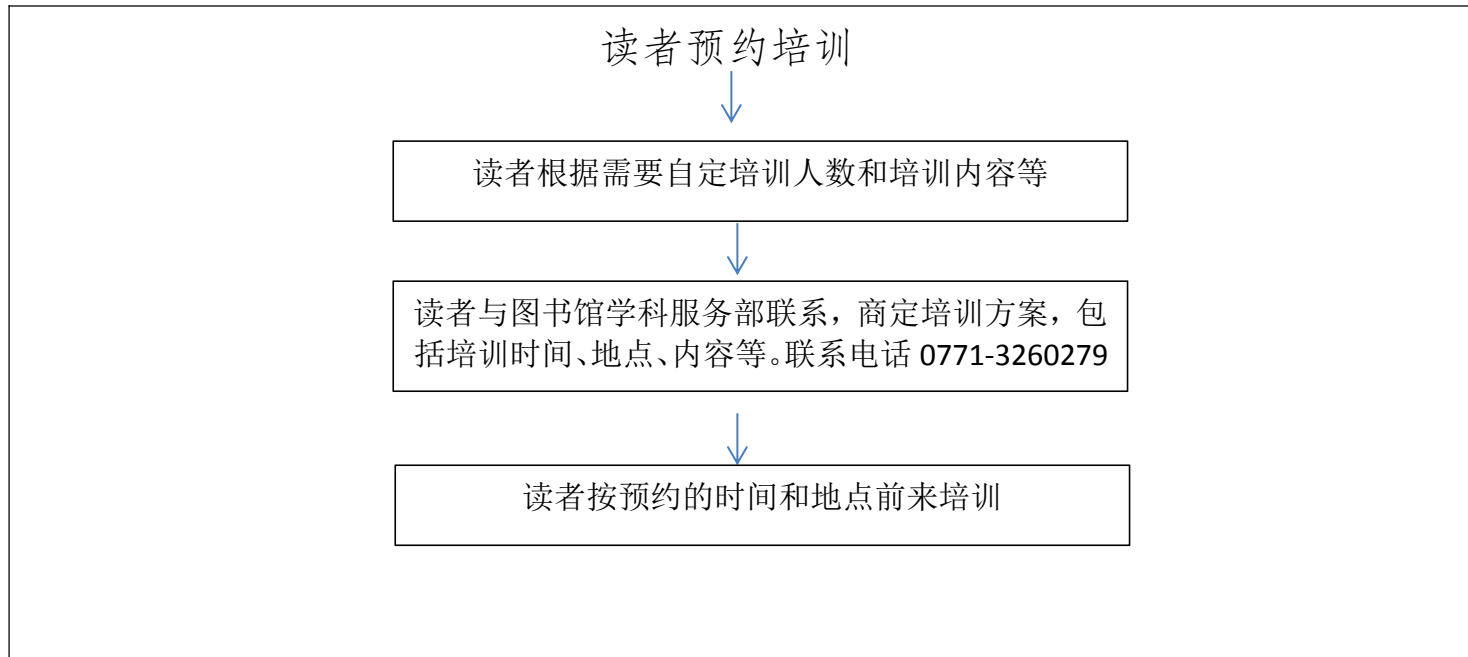 读者预约培训
读者根据需要自定培训人数和培训内容等
读者与图书馆学科服务部联系，商定培训方案，包
括培训时间、地点、内容等。联系电话 0771-3260279
读者按预约的时间和地点前来培训